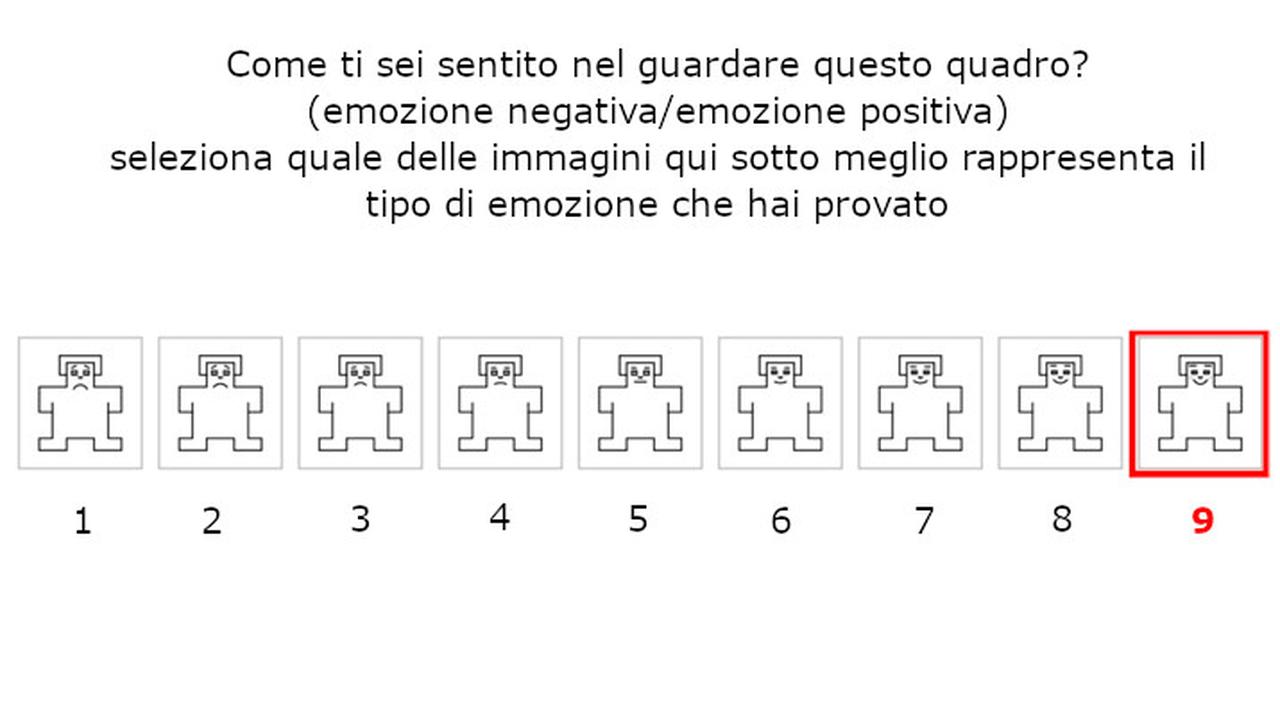 Come ti sei sentito nel guardare questo quadro?
(emozione negativa/emozione positiva)
seleziona quale delle immagini qui sotto meglio rappresenta il
tipo di emozione che hai provato
1 2 3 4 5 6 7 8 9